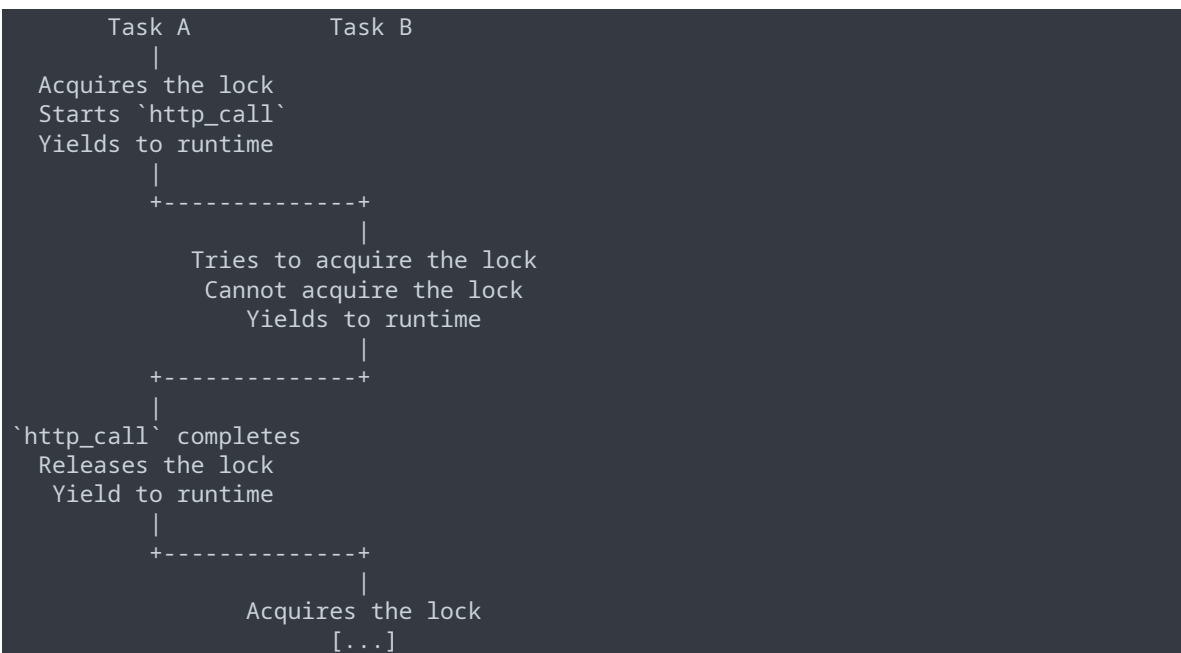 Task A          Task B
|
Acquires the lock
Starts `http_call`
Yields to runtime
|
+--------------+
|
Tries to acquire the lock
Cannot acquire the lock
Yields to runtime
|
+--------------+
|
`http_call` completes
Releases the lock
Yield to runtime
|
+--------------+
|
Acquires the lock
[...]